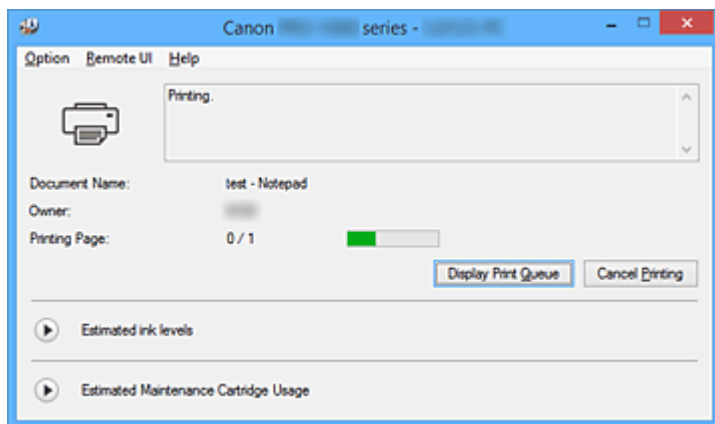 Canon series -
Option Remote UI Help
Printing.
Document Name: test - Notepad
Owner:
Printing Page: 0 / 1
Display Print Queue Cancel Printing
Estimated ink levels
Estimated Maintenance Cartridge Usage